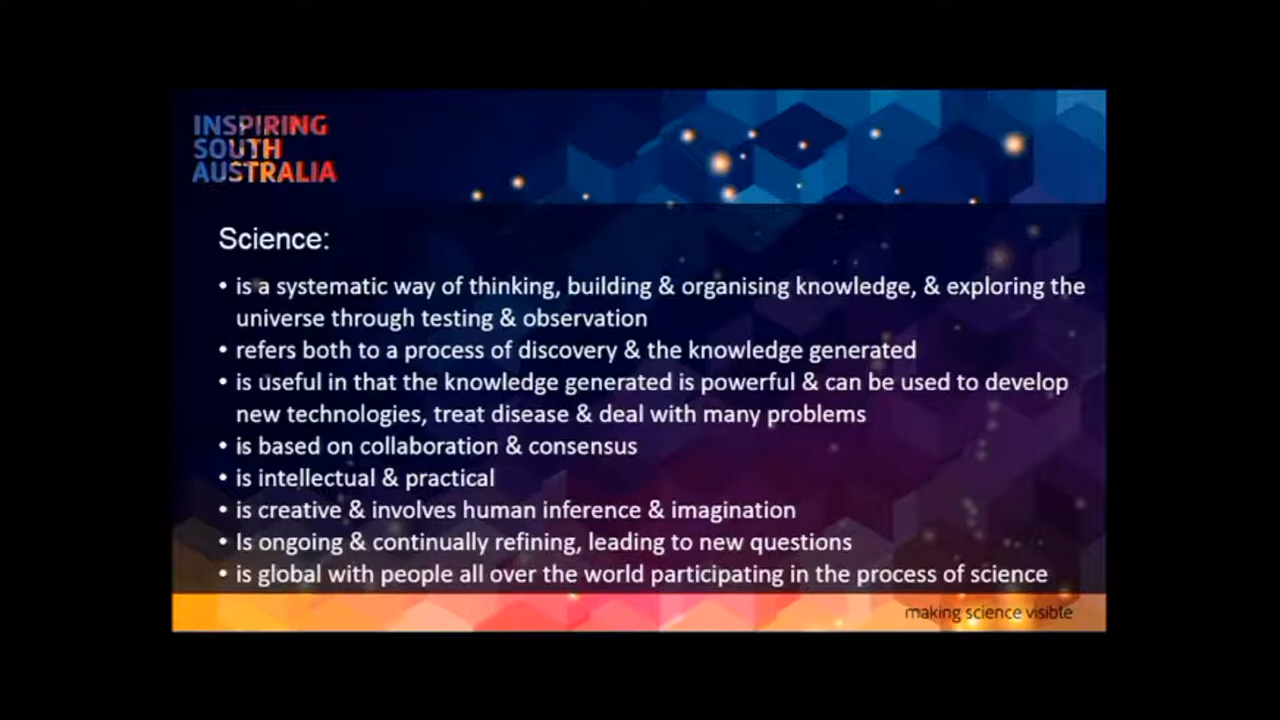 INSPIRING
SOUTH
AUSTRALIA
Science:
• is a systematic way of thinking, building & organising knowledge, & exploring the
universe through testing & observation
• refers both to a process of discovery & the knowledge generated
• is useful in that the knowledge generated is powerful & can be used to develop
new technologies, treat disease & deal with many problems
• is based on collaboration & consensus
• is intellectual & practical
• is creative & involves human inference & imagination
• Is ongoing & continually refining, leading to new questions
• is global with people all over the world participating in the process of science
making science visible